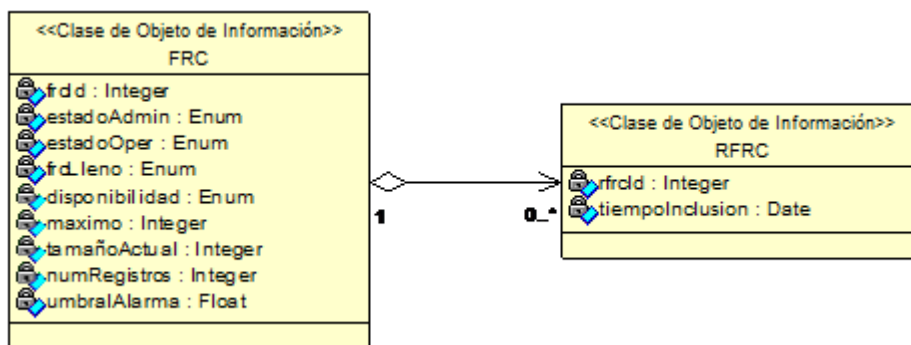 <<Clase de Objeto de Información>>
FRC
frcId : Integer
estadoAdmin : Enum
estadoOper : Enum
frcLleno : Enum
disponibilidad : Enum
maximo : Integer
tamañoActual : Integer
numRegistros : Integer
umbralAlarma : Float
1
0..*
<<Clase de Objeto de Información>>
RFRC
rfrcId : Integer
tiempoInclusion : Date